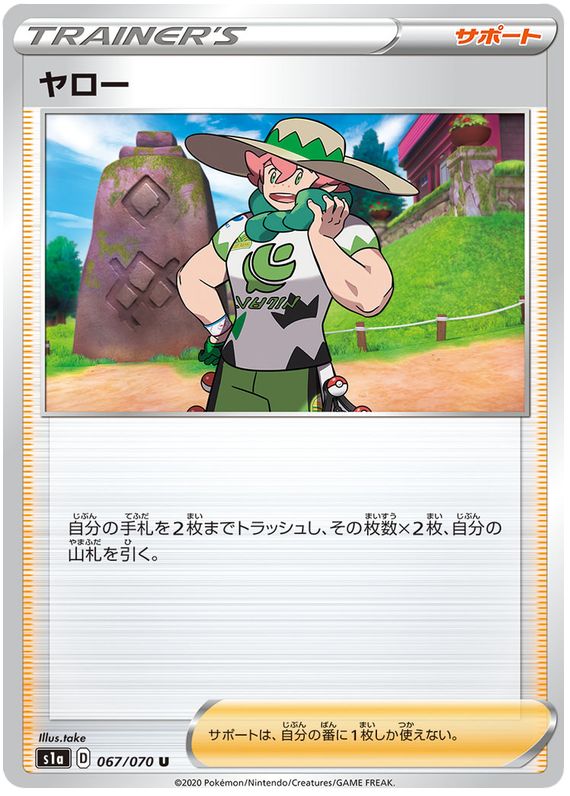 TRAINER'S
サポート
ヤロー
自分の手札を2枚までトラッシュし、その枚数×2枚、自分の
山札を引く。
Illus.take
サポートは、自分の番に1枚しか使えない。
s1a D 067/070 U
©2020 Pokémon/Nintendo/Creatures/GAME FREAK.